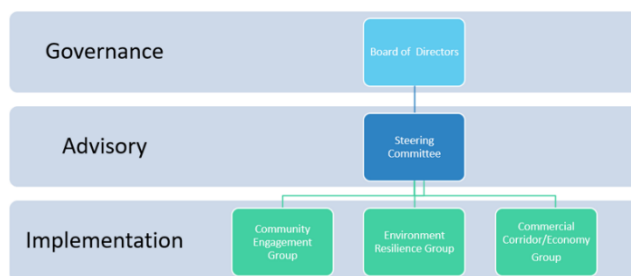 Governance
Board of Directors
Advisory
Steering
Committee
Implementation
Community
Engagement
Group
Environment
Resilience Group
Commercial
Corridor/Economy
Group